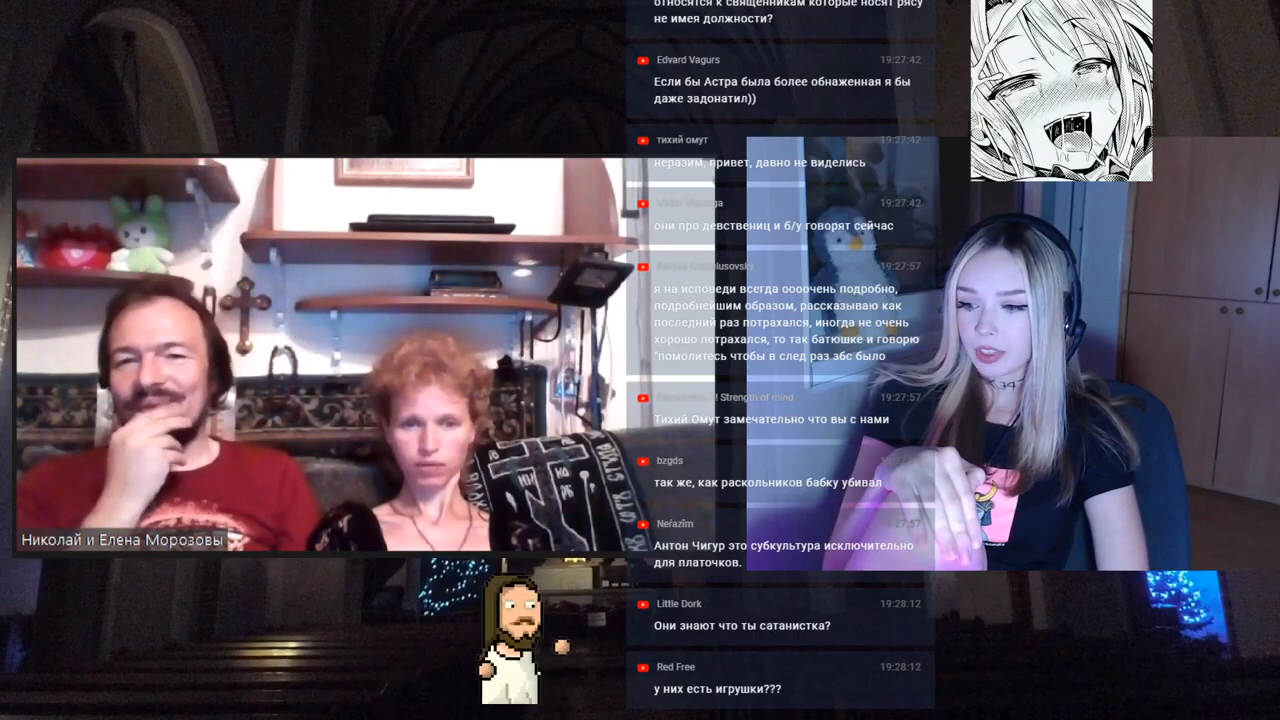 относятся к священникам которые носят рясу
не имея должности?
Edvard Vagurs 19:27:42
Если бы Астра была более обнаженная я бы
даже задонатил))
тихий омут 19:27:42
неразим, привет, давно не виделись
19:27:42
они про девствениц и б/у говорят сейчас
19:27:57
я на исповеди всегда оооочень подробно,
подробнейшим образом, рассказываю как
последний раз потрахался, иногда не очень
хорошо потрахался, то так батюшке и говорю
"помолитесь чтобы в след раз збс было
Strength of mind 19:27:57
Тихий Омут замечательно что вы с нами
bzgds
так же, как раскольников бабку убивал
Nerazim 27:57
Антон Чигур это субкультура исключительно
для платочков.
Little Dork 19:28:12
Они знают что ты сатанистка?
Red Free 19:28:12
у них есть игрушки???
Николай и Елена Морозовы
34